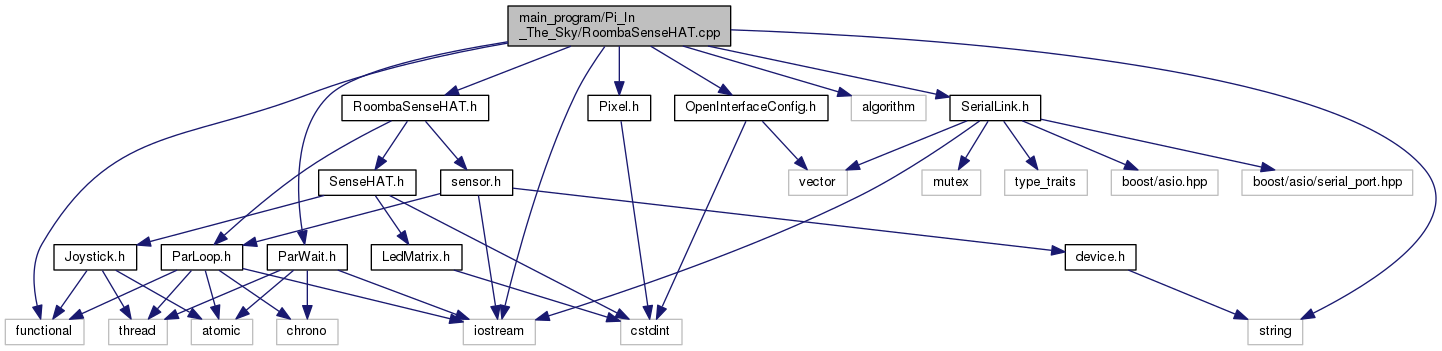 main_program/Pi_In
_The_Sky/RoombaSenseHAT.cpp
RoombaSenseHAT.h
Pixel.h
OpenInterfaceConfig.h
algorithm
SerialLink.h
SenseHAT.h
sensor.h
vector
mutex
type_traits
boost/asio.hpp
boost/asio/serial_port.hpp
Joystick.h
ParLoop.h
ParWait.h
LedMatrix.h
device.h
functional
thread
atomic
chrono
iostream
cstdint
string